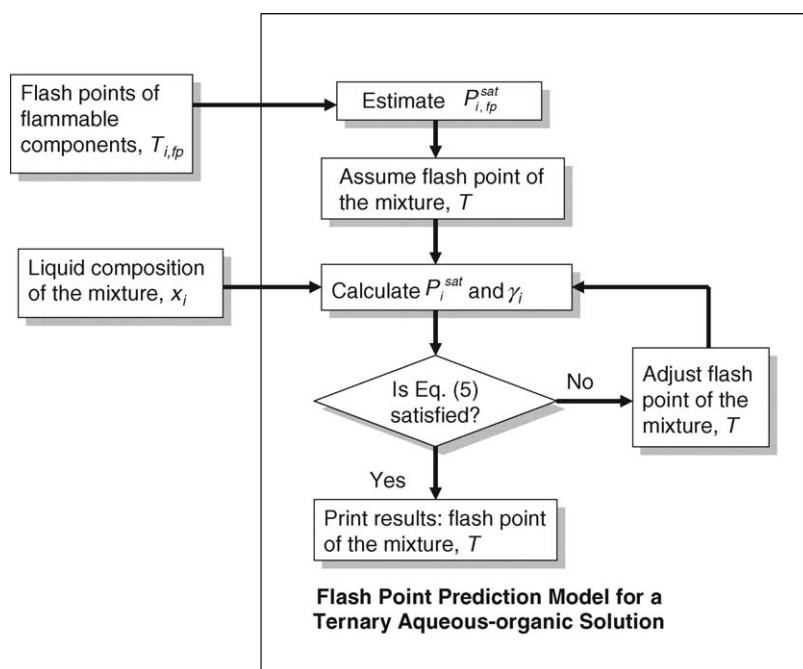 Flash points of
flammable
components, T_{i,fp}
Estimate P_{i,fp}^{sat}
Assume flash point of
the mixture, T
Liquid composition
of the mixture, x_i
Calculate P_i^{sat} and γ_i
Is Eq. (5)
satisfied?
No
Adjust flash
point of the
mixture, T
Yes
Print results: flash point
of the mixture, T
Flash Point Prediction Model for a
Ternary Aqueous-organic Solution